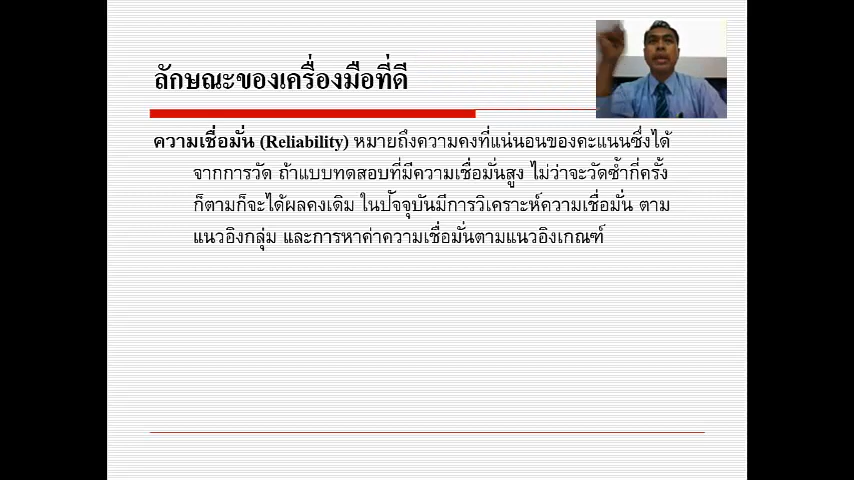 ลักษณะของเครื่องมือที่ดี
ความเชื่อมั่น (Reliability) หมายถึงความคงที่แน่นอนของคะแนนซึ่งได้
จากการวัด ถ้าแบบทดสอบที่มีความเชื่อมั่นสูง ไม่ว่าจะวัดซ้ำกี่ครั้ง
ก็ตามก็จะได้ผลคงเดิม ในปัจจุบันมีการวิเคราะห์ความเชื่อมั่น ตาม
แนวอิงกลุ่ม และการหาค่าความเชื่อมั่นตามแนวอิงเกณฑ์